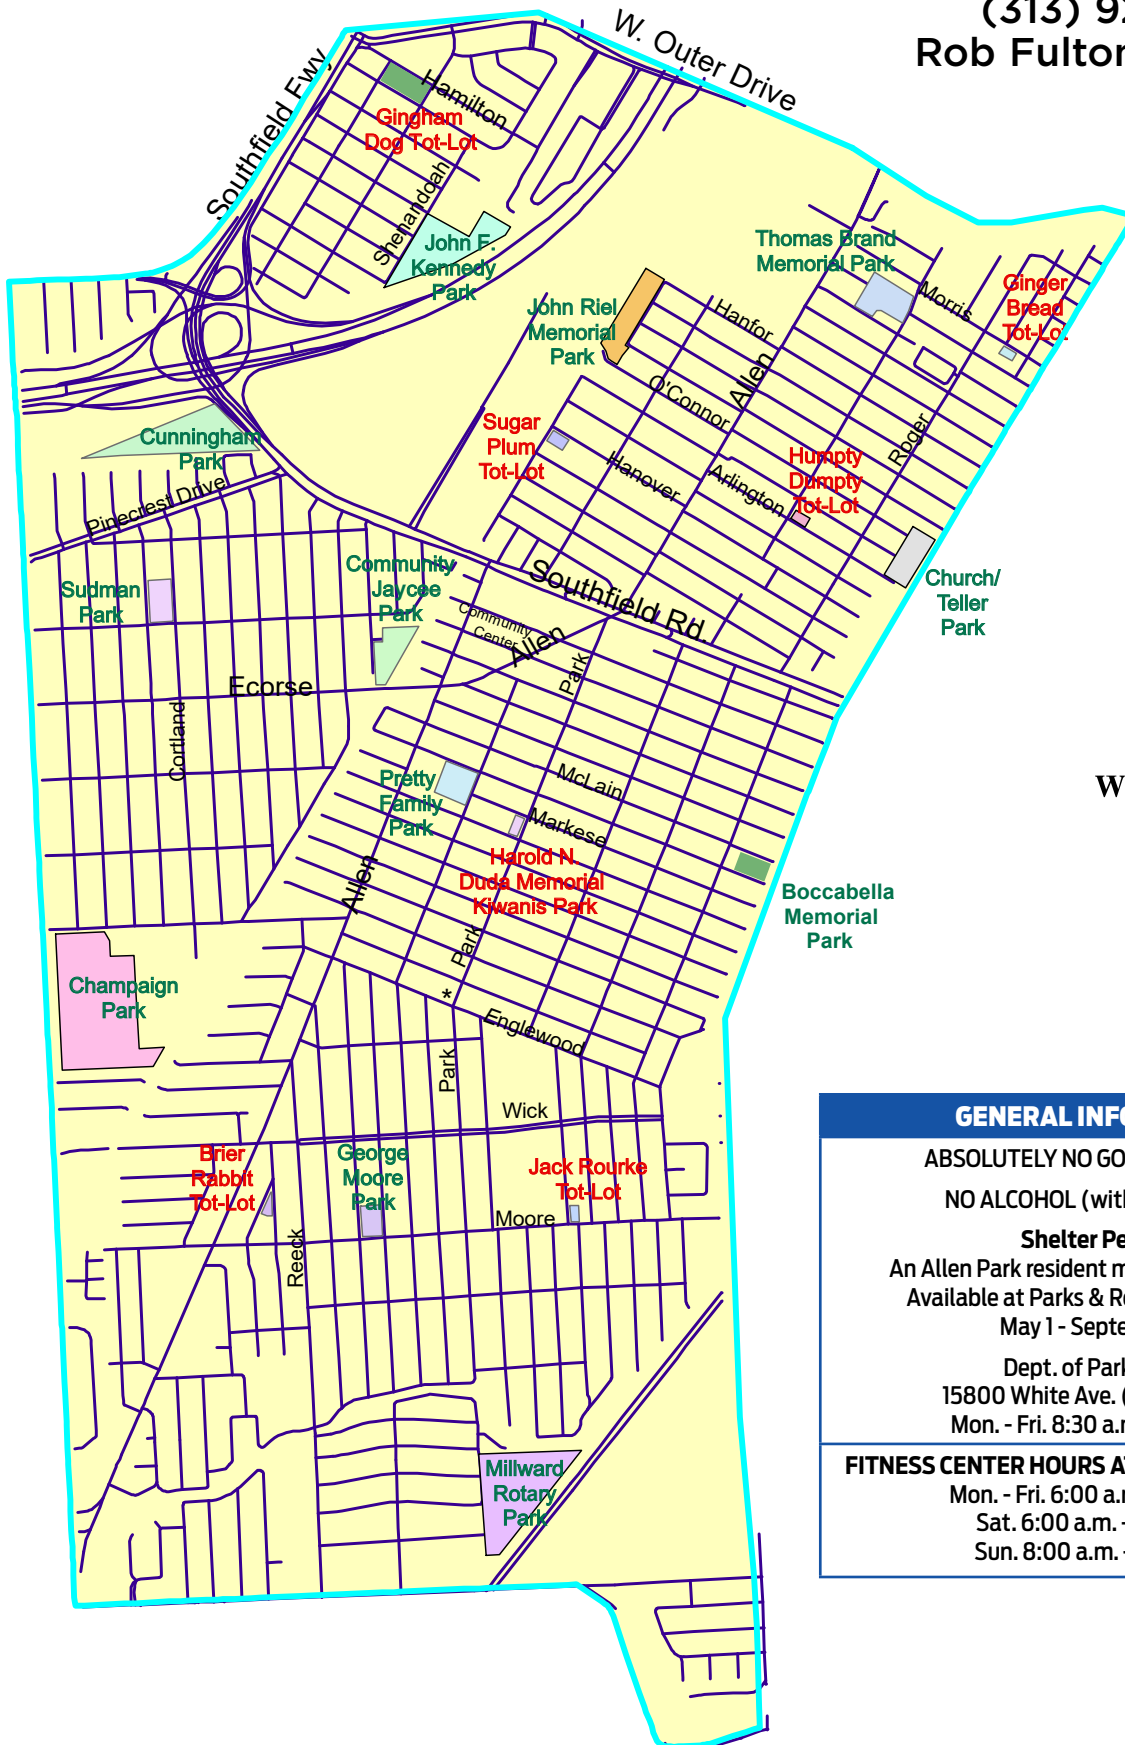 (313) 92
Rob Fulton
W. Outer Drive
Southfield Fwy
Hamilton
Gingham
Dog Tot-Lot
Shenandoah
John F.
Kennedy
Park
Thomas Brand
Memorial Park
Morris
Ginger
Bread
Tot-Lot
John Riel
Memorial
Park
Hanfor
Allen
O'Connor
Roger
Cunningham
Park
Sugar
Plum
Tot-Lot
Hanover
Arlington
Humpty
Dumpty
Tot-Lot
Pinecrest Drive
Sudman
Park
Community
Jaycee
Park
Southfield Rd.
Community
Center
Allen
Church/
Teller
Park
Park
Ecorse
Cortland
Pretty
Family
Park
McLain
Markese
W
Harold N.
Duda Memorial
Kiwanis Park
Allen
Boccabella
Memorial
Park
Park
*
Champaign
Park
Englewood
Park
Wick
Brier
Rabbit
Tot-Lot
George
Moore
Park
Jack Rourke
Tot-Lot
Moore
Reeck
Millward
Rotary
Park
GENERAL INFO
ABSOLUTELY NO GO
NO ALCOHOL (with
Shelter Pe
An Allen Park resident m
Available at Parks & Re
May 1 - Septe
Dept. of Park
15800 White Ave. (
Mon. - Fri. 8:30 a.m
FITNESS CENTER HOURS AT
Mon. - Fri. 6:00 a.m
Sat. 6:00 a.m. -
Sun. 8:00 a.m. -